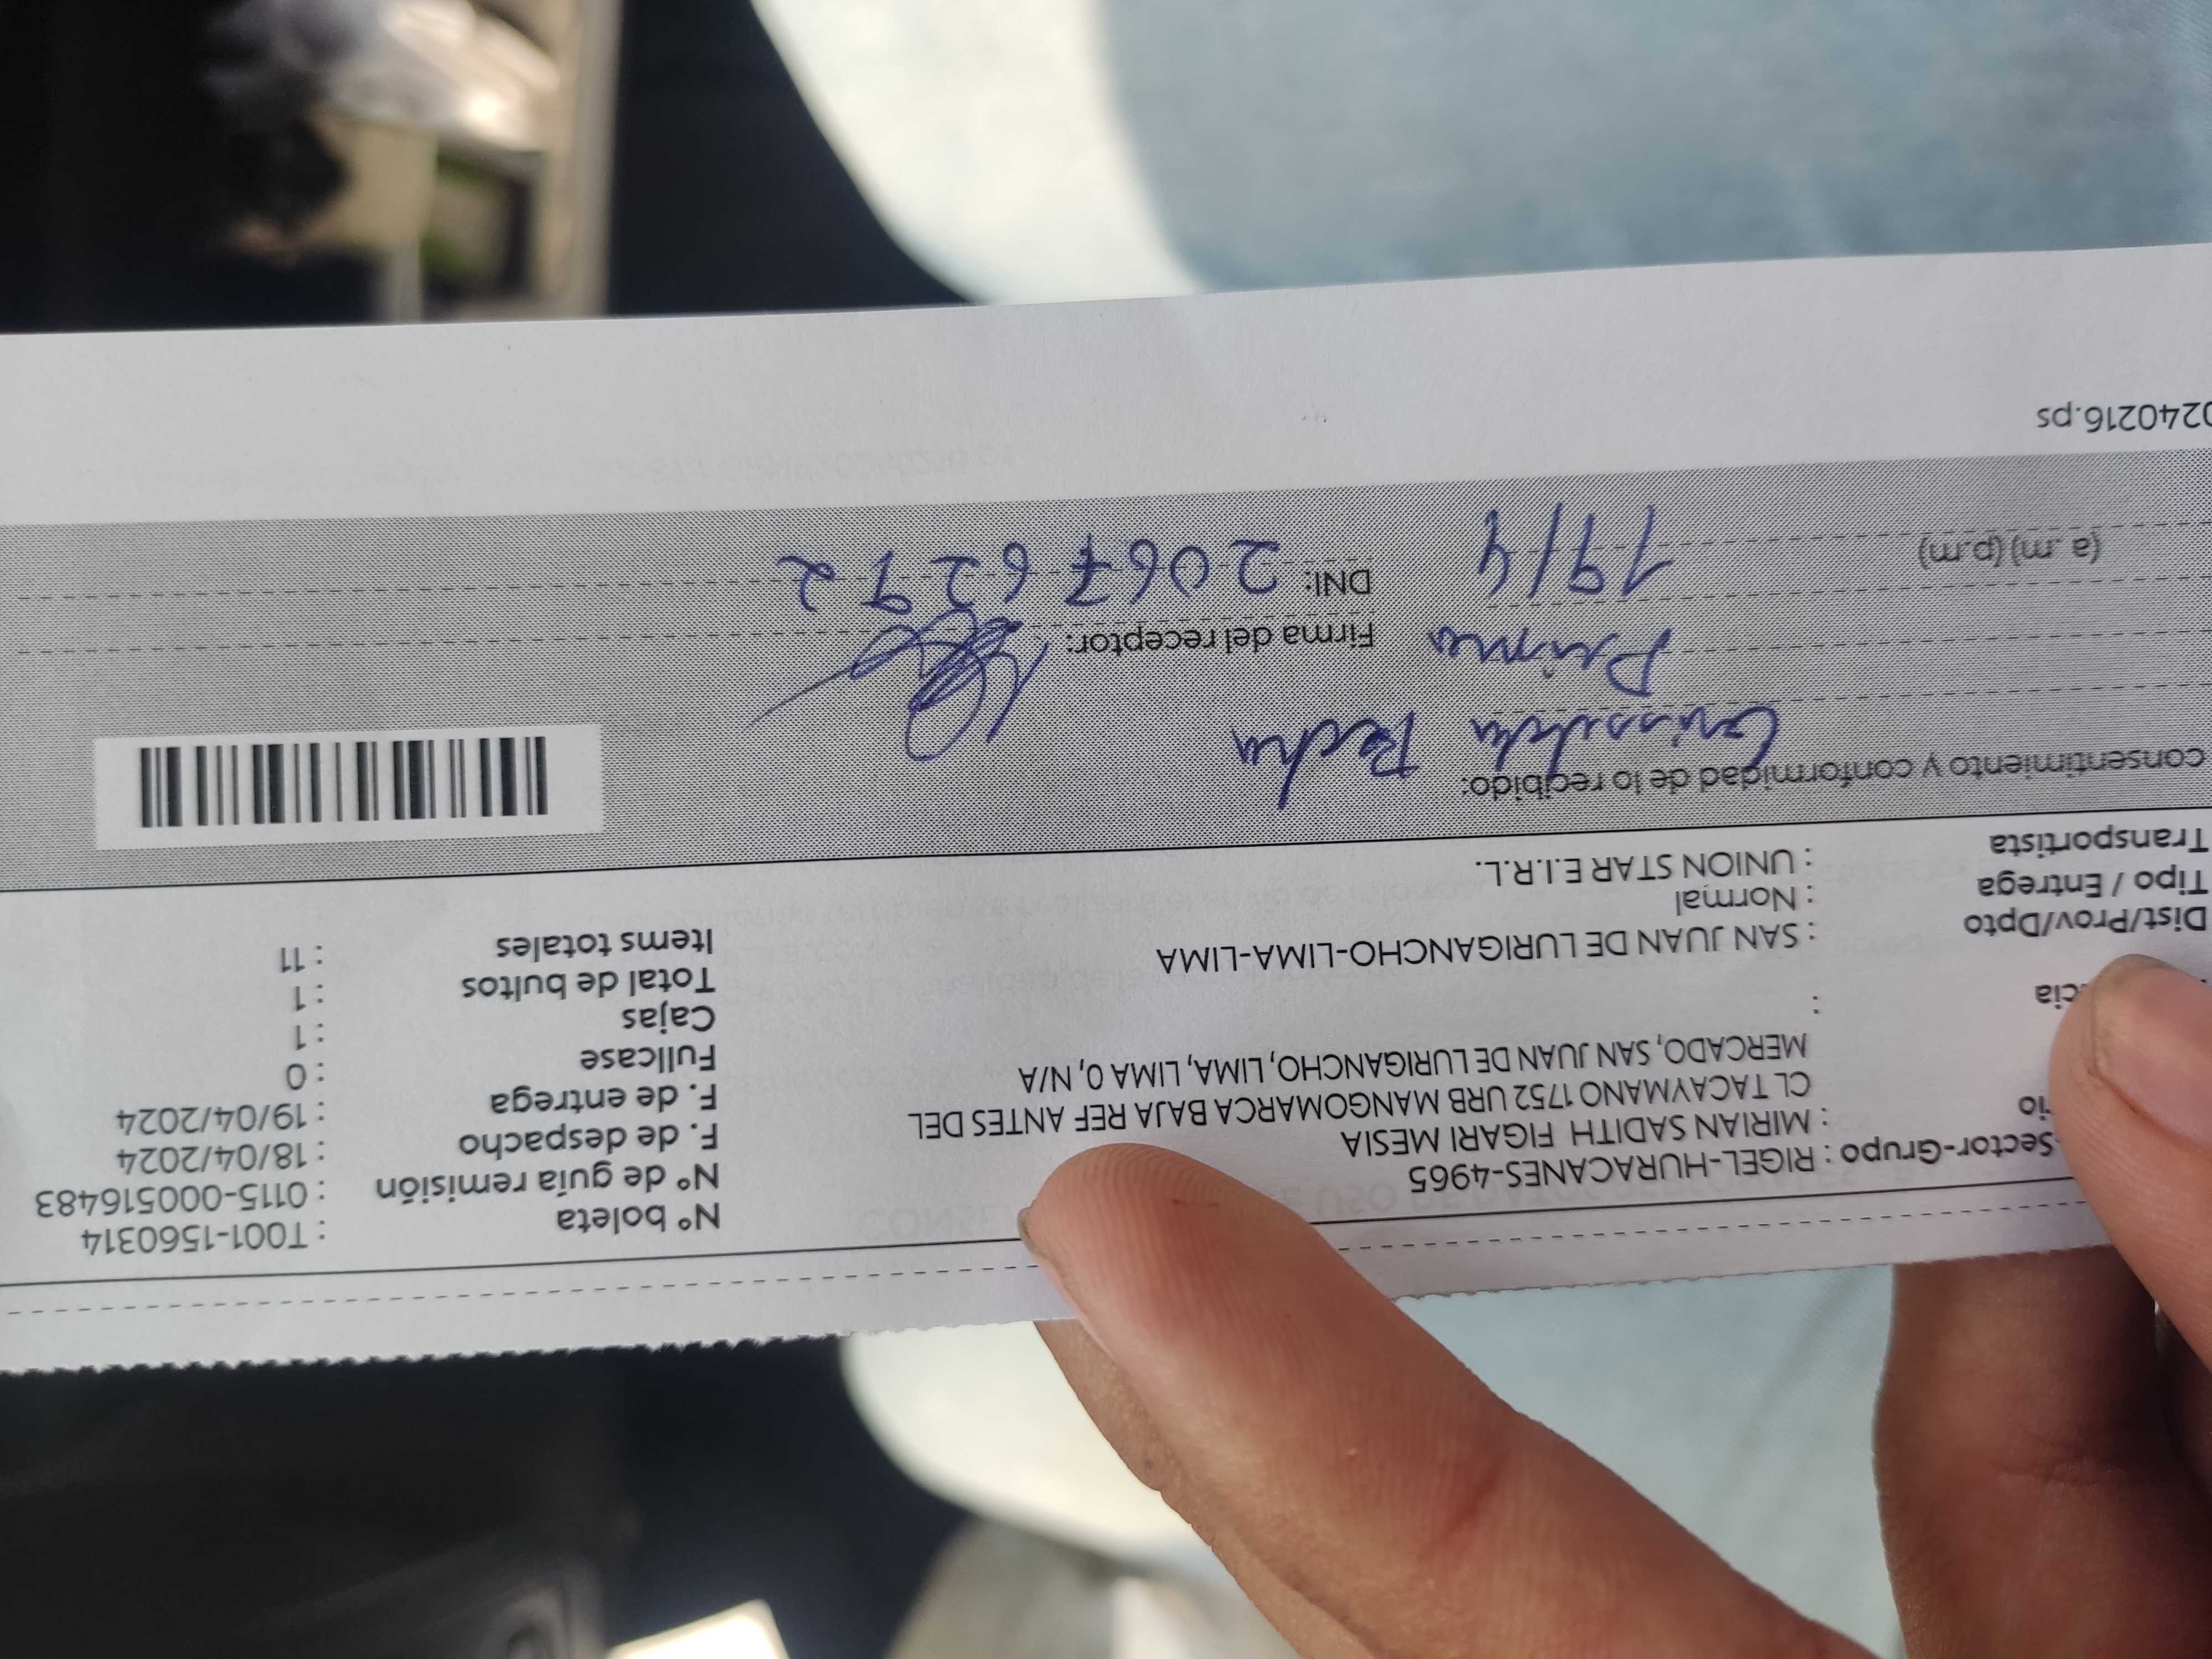 Sector-Grupo : RIGEL-HURACANES-4965
io : MIRIAN SADITH FIGARI MESIA
CL TACAYMANO 1752 URB MANGOMARCA BAJA REF ANTES DEL
MERCADO, SAN JUAN DE LURIGANCHO, LIMA, LIMA 0, N/A
cia :
Dist/Prov/Dpto : SAN JUAN DE LURIGANCHO-LIMA-LIMA
Tipo / Entrega : Normal
Transportista : UNION STAR E.I.R.L.
N° boleta : T001-1560314
N° de guía remisión : 0115-000516483
F. de despacho : 18/04/2024
F. de entrega : 19/04/2024
Fullcase : 0
Cajas : 1
Total de bultos : 1
Items totales : 11
consentimiento y conformidad de lo recibido:
Prima
Firma del receptor:
(a .m) (p.m) 19/4
DNI: 20676292
0240216.ps